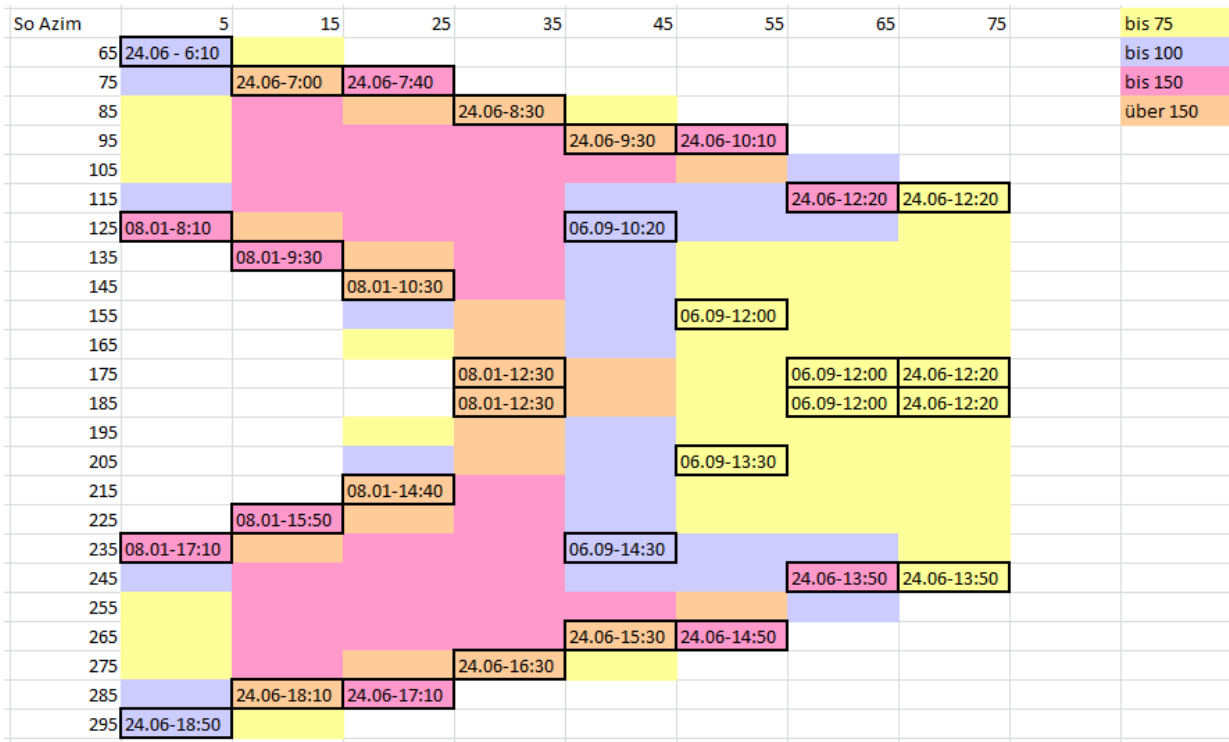 So Azim 5 15 25 35 45 55 65 75 bis 75
65 24.06 - 6:10 bis 100
75 24.06-7:00 24.06-7:40 bis 150
85 24.06-8:30 über 150
95 24.06-9:30 24.06-10:10
105
115 24.06-12:20 24.06-12:20
125 08.01-8:10 06.09-10:20
135 08.01-9:30
145 08.01-10:30
155 06.09-12:00
165
175 08.01-12:30 06.09-12:00 24.06-12:20
185 08.01-12:30 06.09-12:00 24.06-12:20
195
205 06.09-13:30
215 08.01-14:40
225 08.01-15:50
235 08.01-17:10 06.09-14:30
245 24.06-13:50 24.06-13:50
255
265 24.06-15:30 24.06-14:50
275 24.06-16:30
285 24.06-18:10 24.06-17:10
295 24.06-18:50